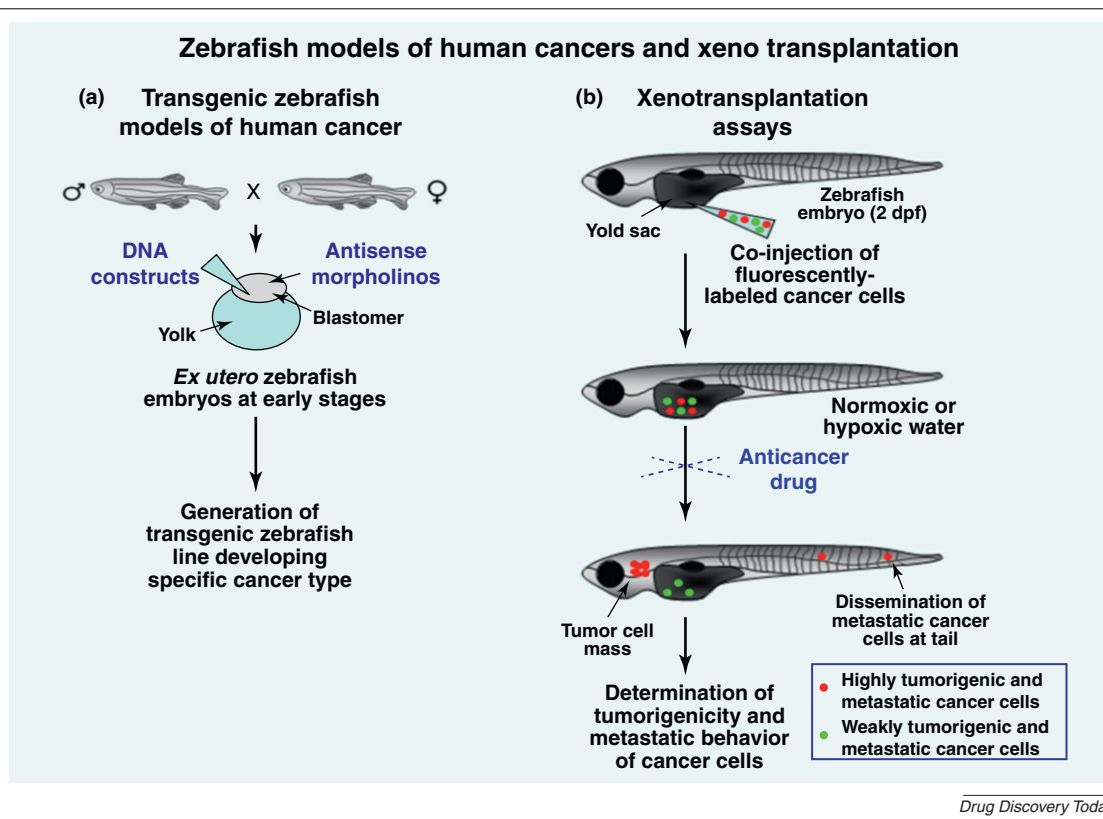 Zebrafish models of human cancers and xeno transplantation
(a) Transgenic zebrafish
models of human cancer
♂ X ♀
DNA
constructs
Antisense
morpholinos
Blastomer
Yolk
Ex utero zebrafish
embryos at early stages
Generation of
transgenic zebrafish
line developing
specific cancer type
(b) Xenotransplantation
assays
Zebrafish
embryo (2 dpf)
Yold sac
Co-injection of
fluorescently-
labeled cancer cells
Normoxic or
hypoxic water
Anticancer
drug
Tumor cell
mass
Dissemination of
metastatic cancer
cells at tail
Determination of
tumorigenicity and
metastatic behavior
of cancer cells
Highly tumorigenic and
metastatic cancer cells
Weakly tumorigenic and
metastatic cancer cells
Drug Discovery Toda